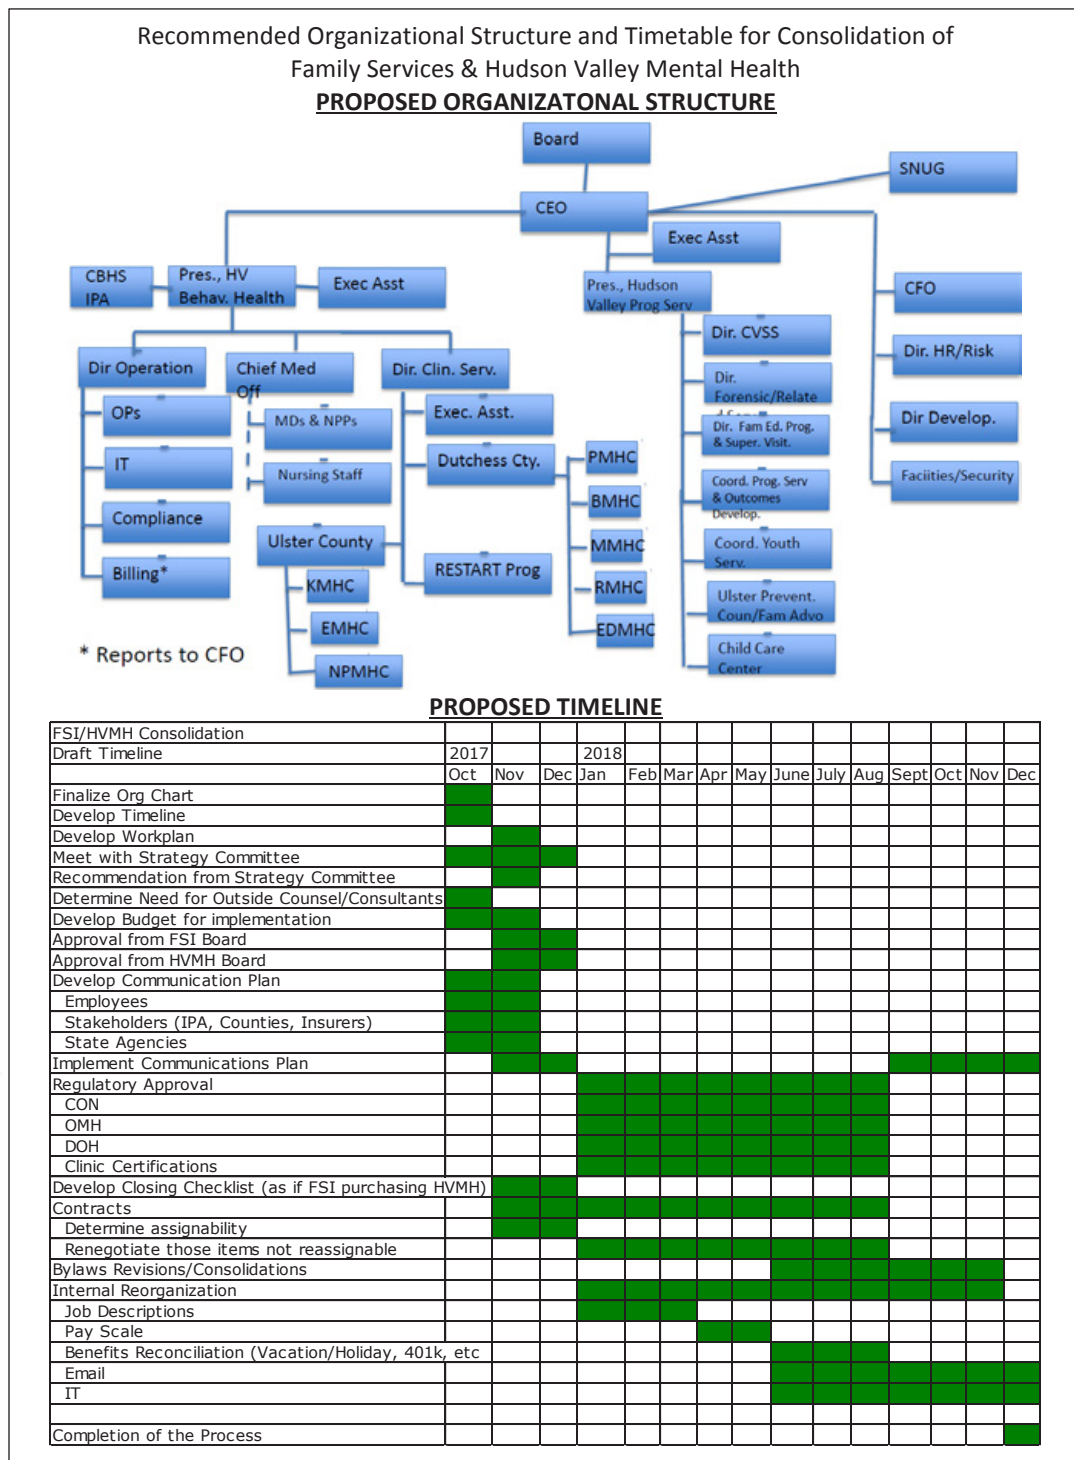 Recommended Organizational Structure and Timetable for Consolidation of
Family Services & Hudson Valley Mental Health
PROPOSED ORGANIZATONAL STRUCTURE
Board
SNUG
CEO
Exec Asst
CBHS
IPA
Pres., HV
Behav. Health
Exec Asst
Pres., Hudson
Valley Prog Serv
CFO
Dir. CVSS
Dir Operation
Chief Med
Off
Dir. Clin. Serv.
Dir. HR/Risk
Dir.
Forensic/Relate
OPs
MDs & NPPs
Exec. Asst.
Dir. Fam Ed. Prog.
& Super. Visit.
Dir Develop.
IT
Nursing Staff
Dutchess Cty.
PMHC
Coord. Prog. Serv
& Outcomes
Develop.
Faciities/Security
BMHC
Compliance
Ulster County
MMHC
Coord. Youth
Serv.
Billing*
KMHC
RESTART Prog
RMHC
Ulster Prevent.
Coun/Fam Advo
EMHC
EDMHC
Child Care
Center
* Reports to CFO
NPMHC
PROPOSED TIMELINE
FSI/HVMH Consolidation
Draft Timeline 2017 2018
Oct Nov Dec Jan Feb Mar Apr May June July Aug Sept Oct Nov Dec
Finalize Org Chart
Develop Timeline
Develop Workplan
Meet with Strategy Committee
Recommendation from Strategy Committee
Determine Need for Outside Counsel/Consultants
Develop Budget for implementation
Approval from FSI Board
Approval from HVMH Board
Develop Communication Plan
Employees
Stakeholders (IPA, Counties, Insurers)
State Agencies
Implement Communications Plan
Regulatory Approval
CON
OMH
DOH
Clinic Certifications
Develop Closing Checklist (as if FSI purchasing HVMH)
Contracts
Determine assignability
Renegotiate those items not reassignable
Bylaws Revisions/Consolidations
Internal Reorganization
Job Descriptions
Pay Scale
Benefits Reconciliation (Vacation/Holiday, 401k, etc
Email
IT
Completion of the Process